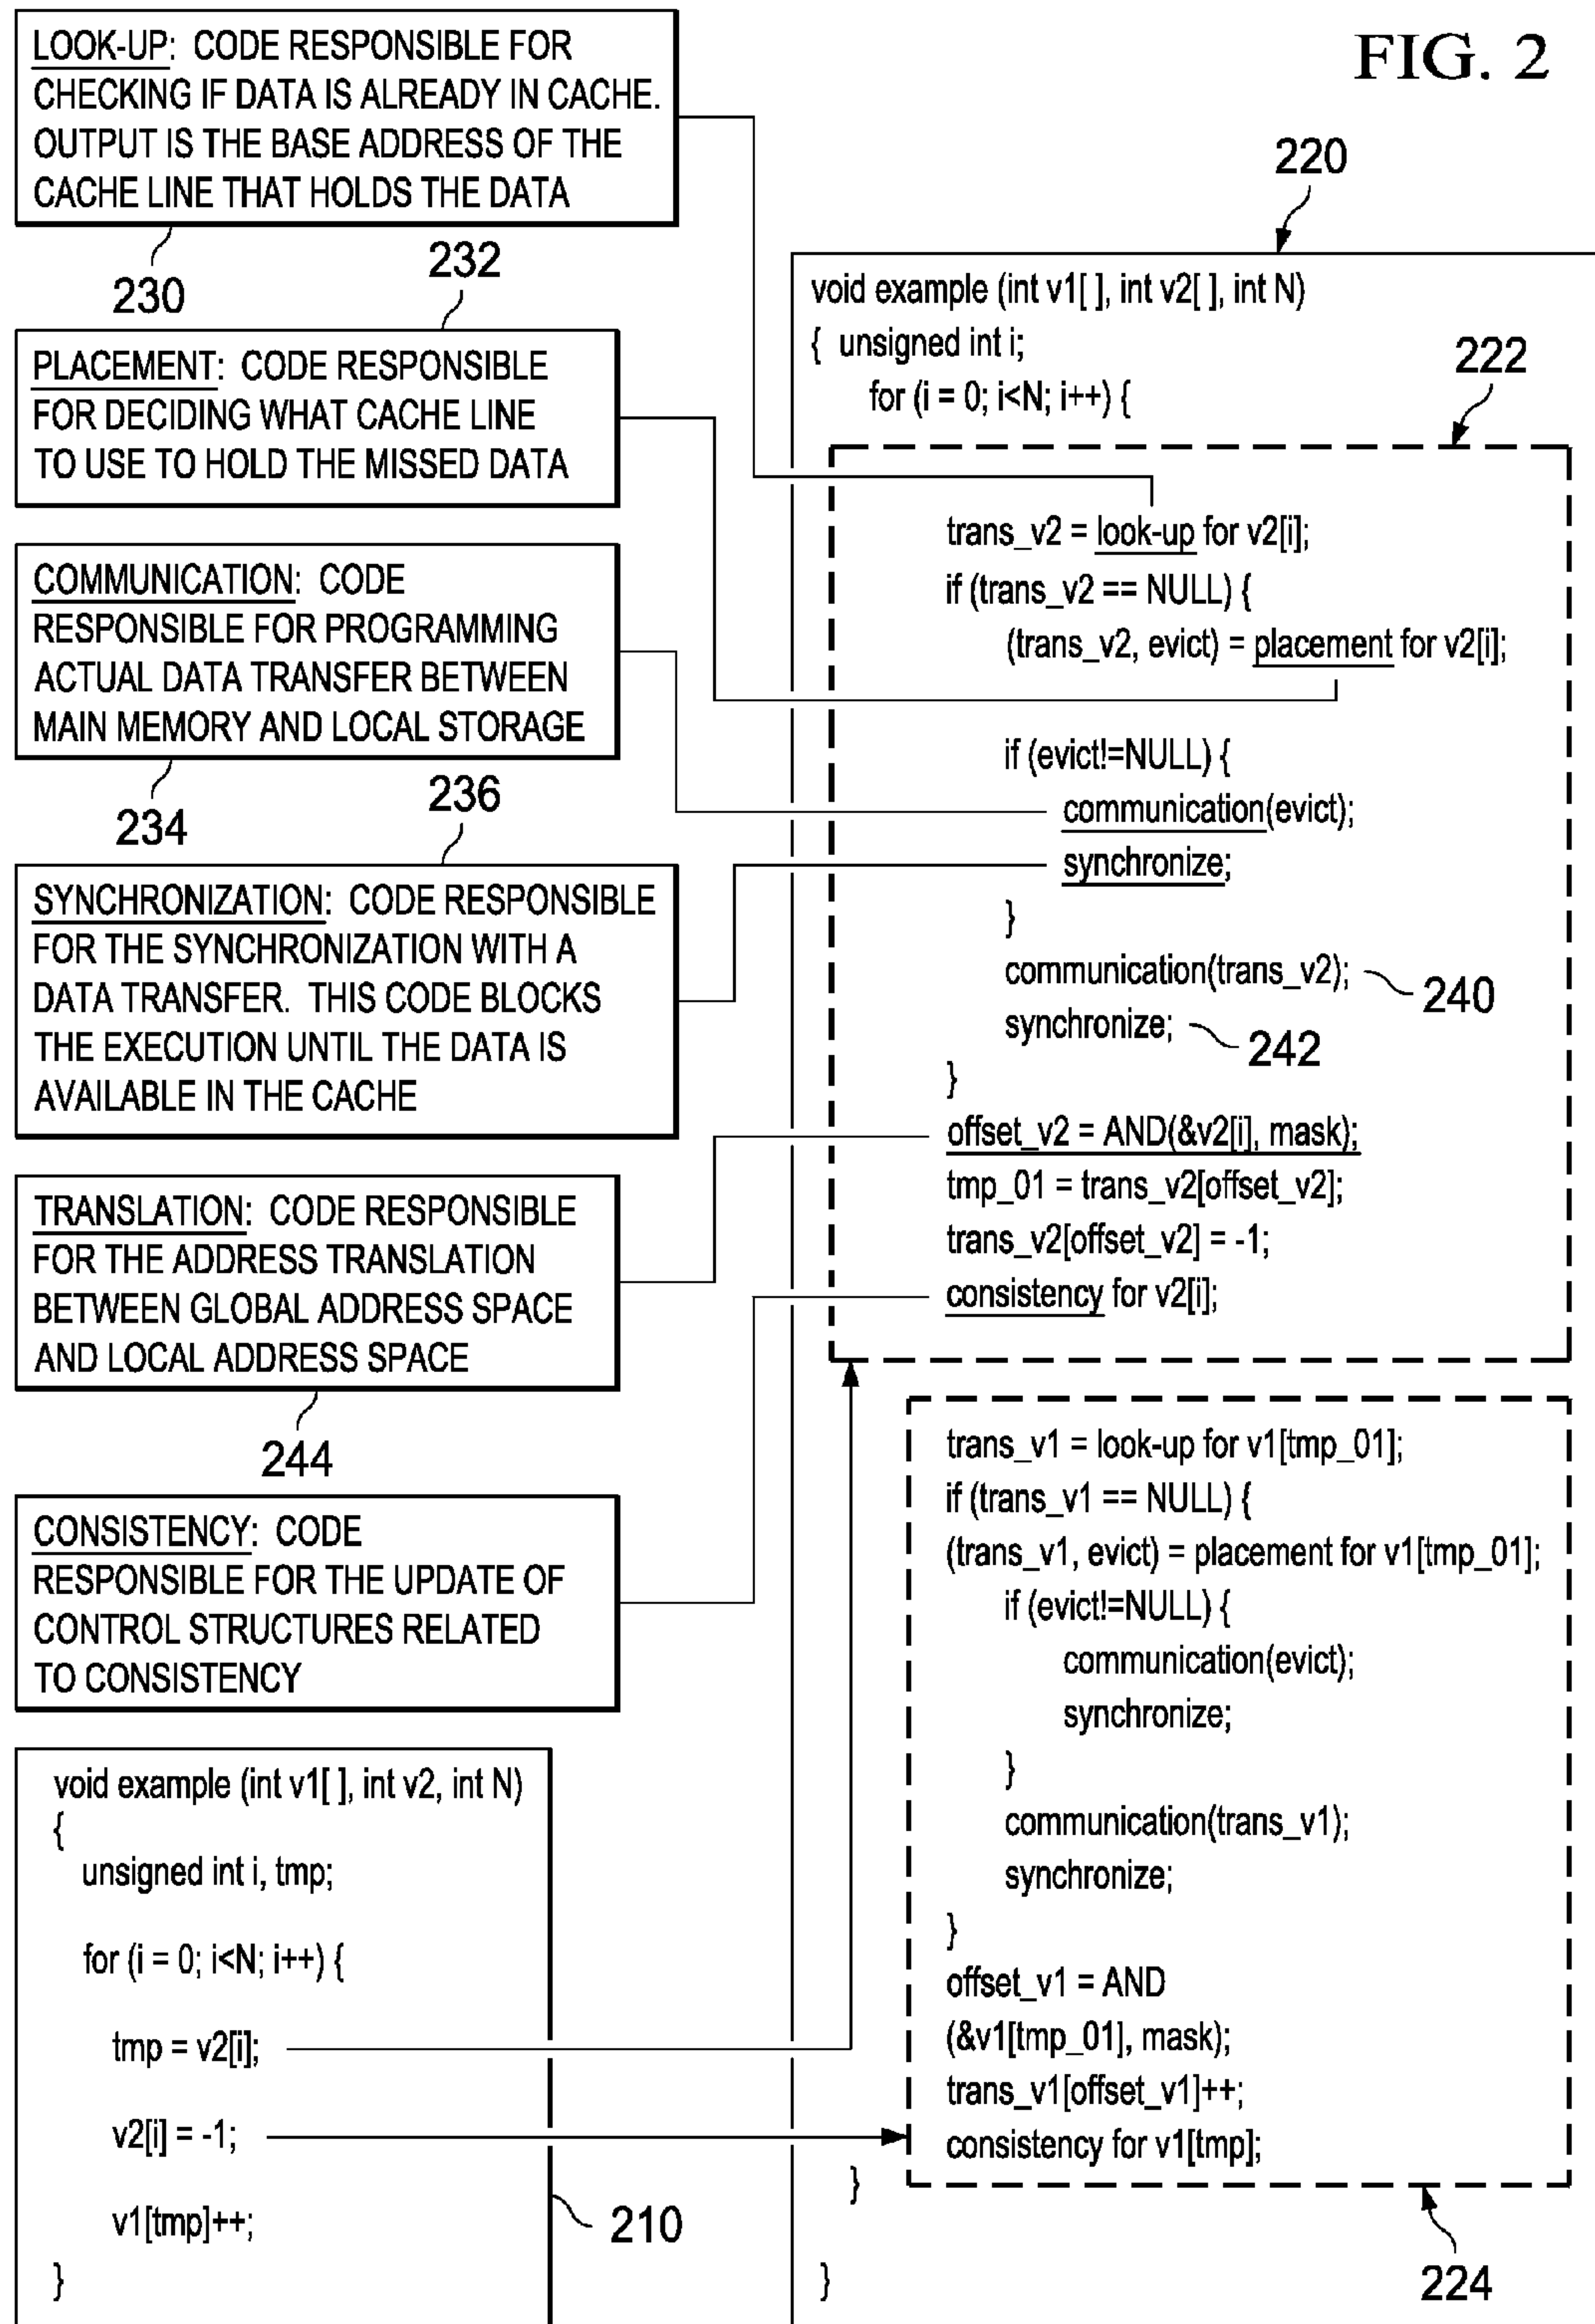 FIG. 2
LOOK-UP: CODE RESPONSIBLE FOR
CHECKING IF DATA IS ALREADY IN CACHE.
OUTPUT IS THE BASE ADDRESS OF THE
CACHE LINE THAT HOLDS THE DATA
230
232
PLACEMENT: CODE RESPONSIBLE
FOR DECIDING WHAT CACHE LINE
TO USE TO HOLD THE MISSED DATA
COMMUNICATION: CODE
RESPONSIBLE FOR PROGRAMMING
ACTUAL DATA TRANSFER BETWEEN
MAIN MEMORY AND LOCAL STORAGE
234
236
SYNCHRONIZATION: CODE RESPONSIBLE
FOR THE SYNCHRONIZATION WITH A
DATA TRANSFER. THIS CODE BLOCKS
THE EXECUTION UNTIL THE DATA IS
AVAILABLE IN THE CACHE
TRANSLATION: CODE RESPONSIBLE
FOR THE ADDRESS TRANSLATION
BETWEEN GLOBAL ADDRESS SPACE
AND LOCAL ADDRESS SPACE
244
CONSISTENCY: CODE
RESPONSIBLE FOR THE UPDATE OF
CONTROL STRUCTURES RELATED
TO CONSISTENCY
void example (int v1[ ], int v2, int N)
{
unsigned int i, tmp;
for (i = 0; i<N; i++) {
tmp = v2[i];
v2[i] = -1;
v1[tmp]++;
}
210
220
void example (int v1[ ], int v2[ ], int N)
{ unsigned int i;
for (i = 0; i<N; i++) {
222
trans_v2 = look-up for v2[i];
if (trans_v2 == NULL) {
(trans_v2, evict) = placement for v2[i];
if (evict!=NULL) {
communication(evict);
synchronize;
}
communication(trans_v2);
240
synchronize;
242
}
offset_v2 = AND(&v2[i], mask);
tmp_01 = trans_v2[offset_v2];
trans_v2[offset_v2] = -1;
consistency for v2[i];
trans_v1 = look-up for v1[tmp_01];
if (trans_v1 == NULL) {
(trans_v1, evict) = placement for v1[tmp_01];
if (evict!=NULL) {
communication(evict);
synchronize;
}
communication(trans_v1);
synchronize;
}
offset_v1 = AND
(&v1[tmp_01], mask);
trans_v1[offset_v1]++;
consistency for v1[tmp];
}
224
}